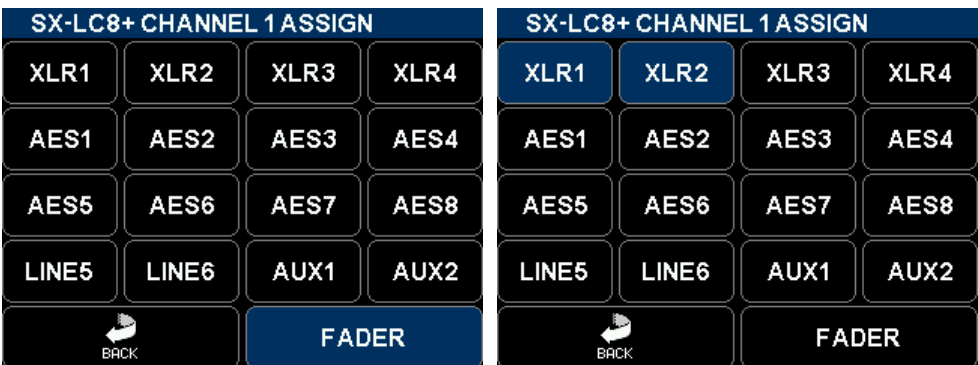 SX-LC8+ CHANNEL 1 ASSIGN
XLR1 XLR2 XLR3 XLR4
AES1 AES2 AES3 AES4
AES5 AES6 AES7 AES8
LINE5 LINE6 AUX1 AUX2
BACK FADER
SX-LC8+ CHANNEL 1 ASSIGN
XLR1 XLR2 XLR3 XLR4
AES1 AES2 AES3 AES4
AES5 AES6 AES7 AES8
LINE5 LINE6 AUX1 AUX2
BACK FADER